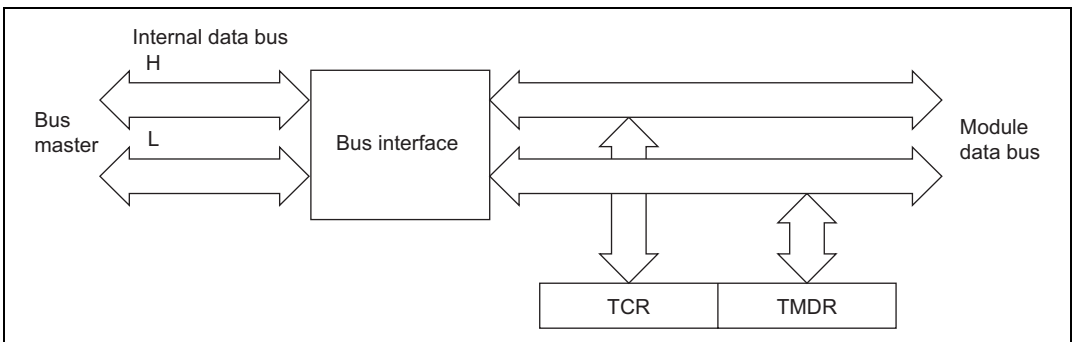 Internal data bus
H
Bus
master
L
Bus interface
Module
data bus
TCR
TMDR